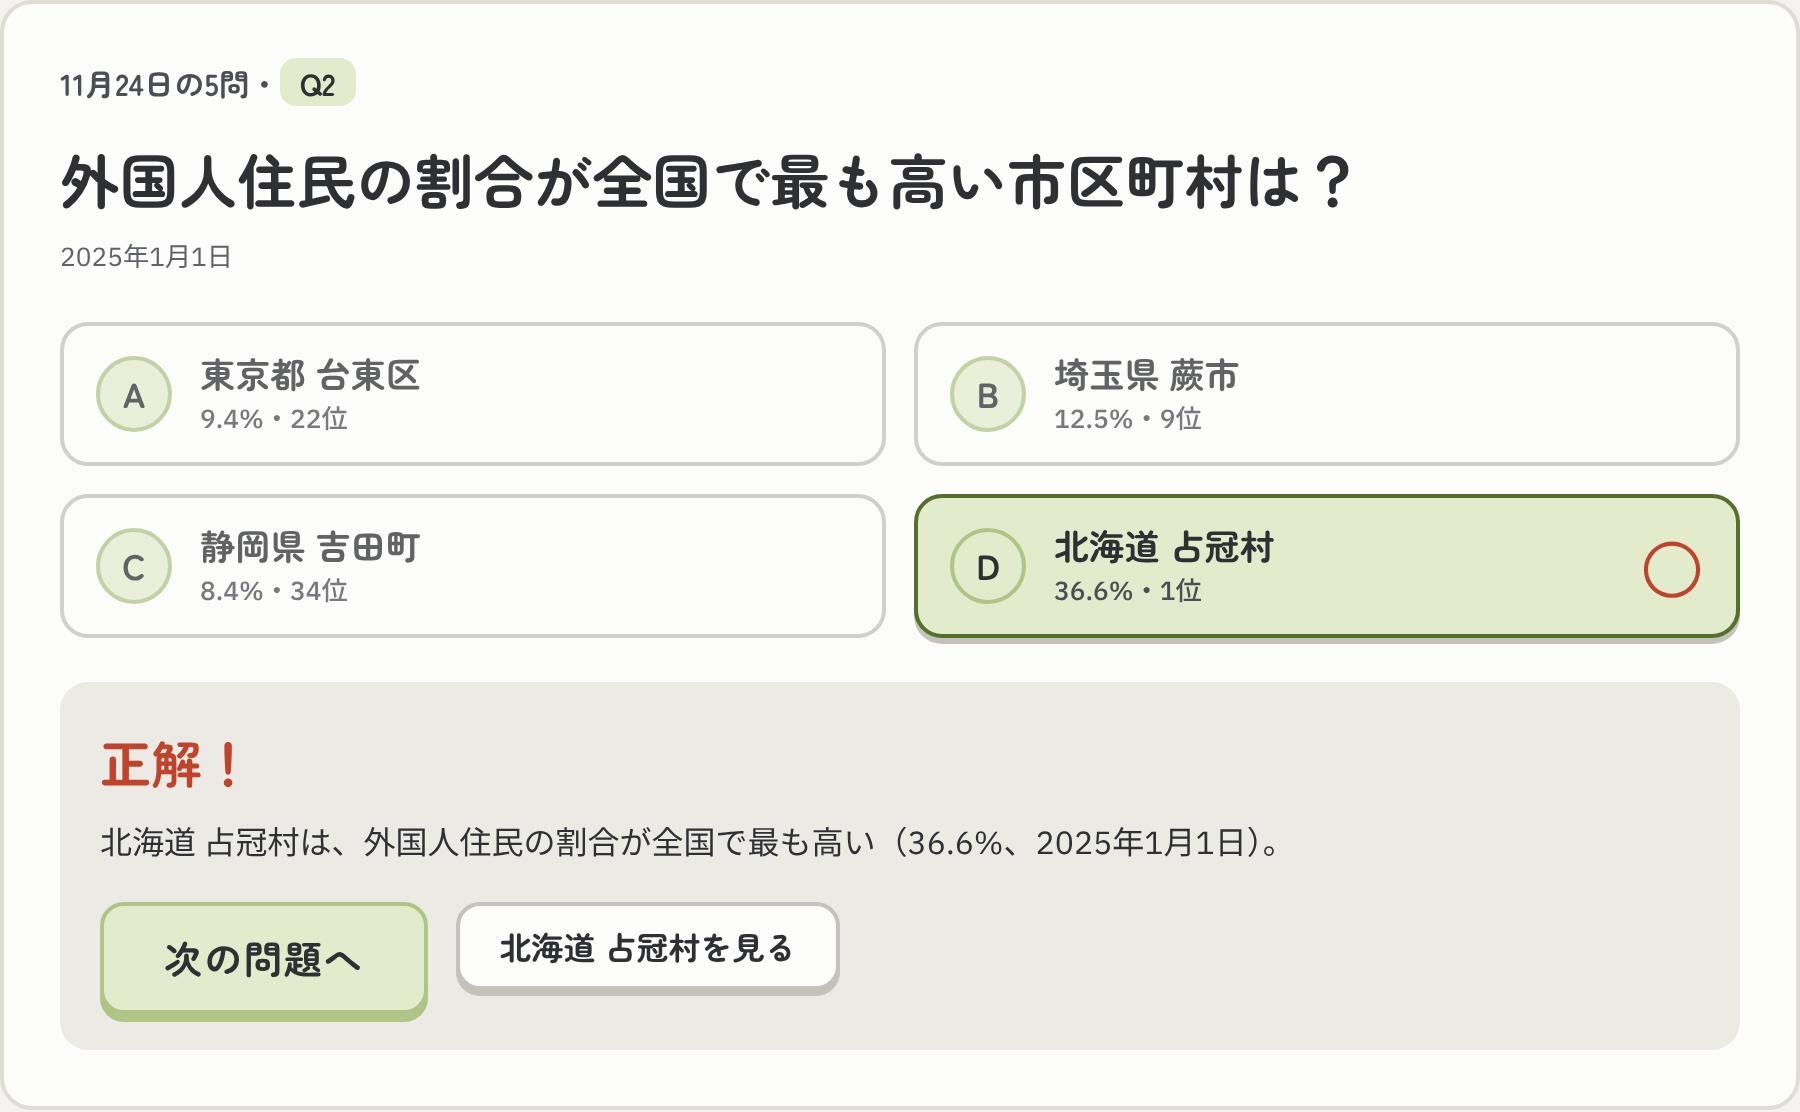 11月24日の5問・ Q2
外国人住民の割合が全国で最も高い市区町村は？
2025年1月1日
A
東京都 台東区
9.4%・22位
B
埼玉県 蕨市
12.5%・9位
C
静岡県 吉田町
8.4%・34位
D
北海道 占冠村
36.6%・1位
正解！
北海道 占冠村は、外国人住民の割合が全国で最も高い（36.6%、2025年1月1日）。
次の問題へ
北海道 占冠村を見る